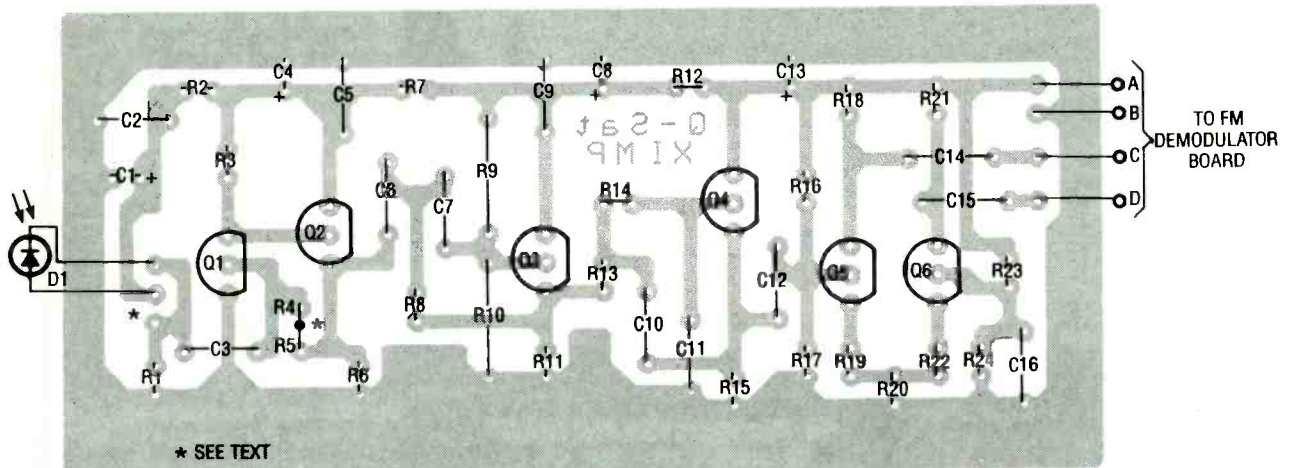 C4
C8
C13
-R2-
R7
R12
C5
C9
A
+
+
+
R18
R21
C2
B
TO FM
DEMODULATOR
BOARD
Q-Sat
XIMP
R3
R9
C14
C
-C1- +
C6
C7
R14
R16
Q4
C15
D
Q2
Q1
Q3
Q5
Q6
D1
R13
C12
R23
*
R4
R8
*
R5
R10
C10
C3
C11
R11
R17
R19
R22
R24
C16
R1
R6
R15
R20
* SEE TEXT